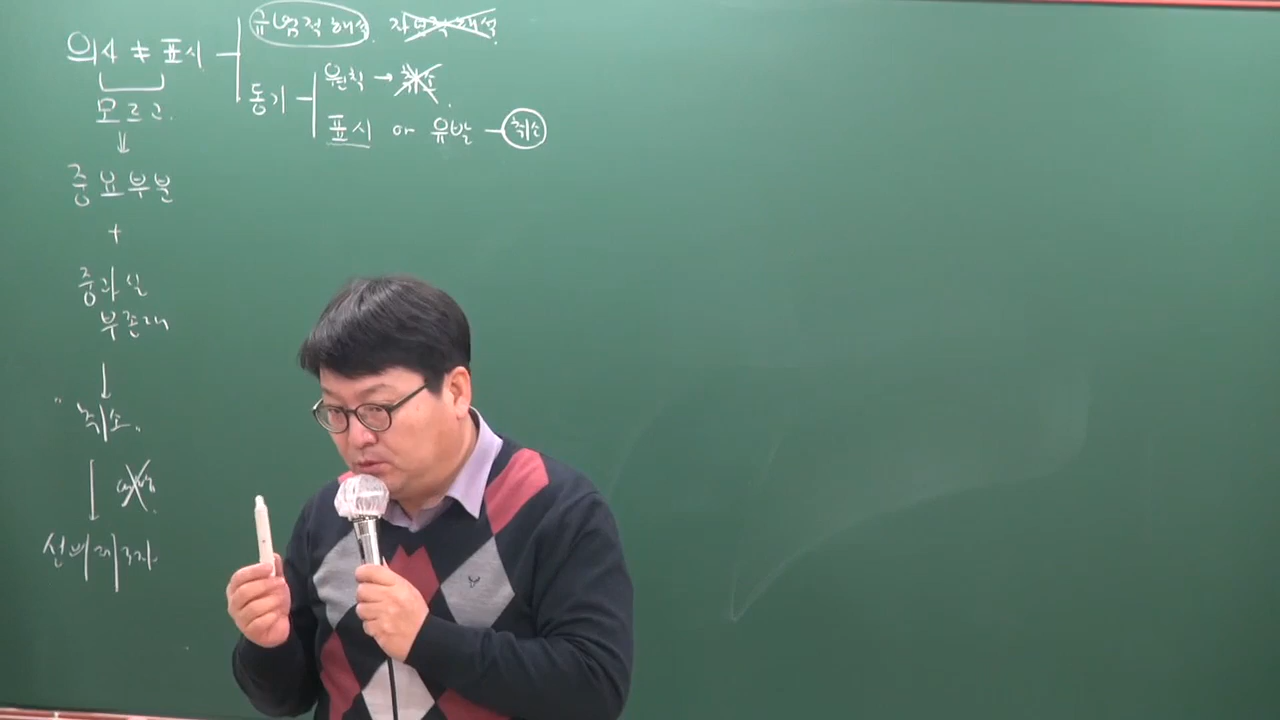 의사 ≠ 표시
모르고.
⇓
중요부분
+
중과실
부존재
↓
취소.
선의 제3자
규범적 해석. 자연적 해석.
동기
원칙 → 취소.
표시 or 유발 - 취소